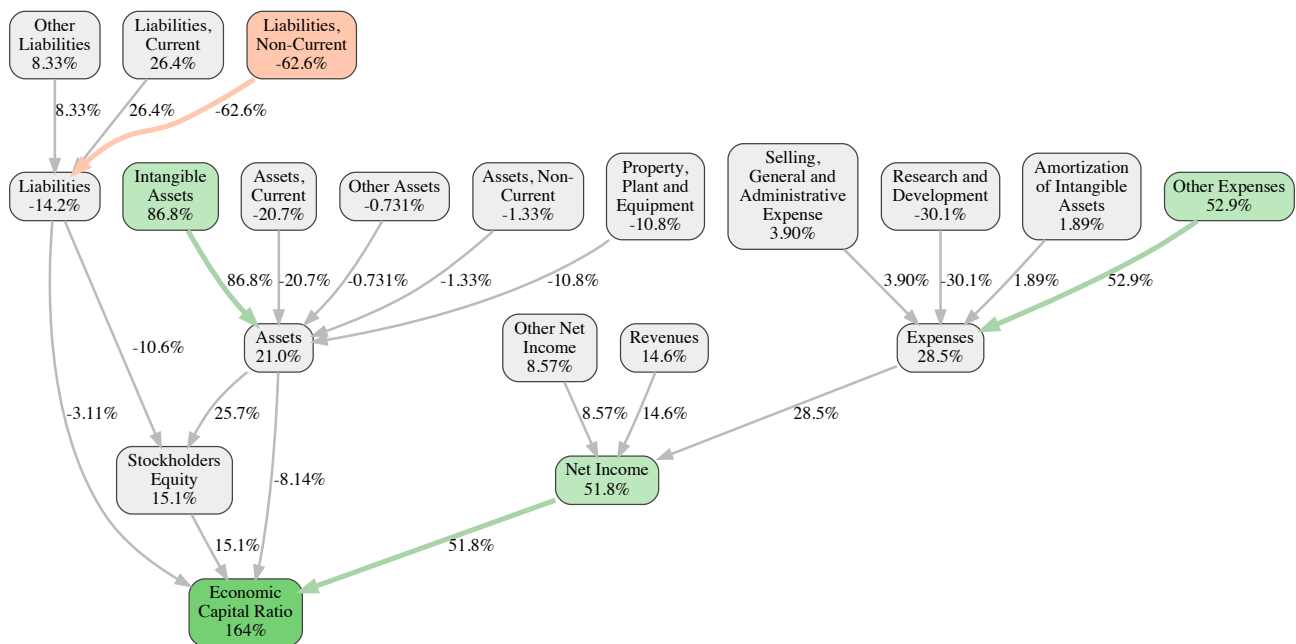 Other
Liabilities
8.33%
Liabilities,
Current
26.4%
Liabilities,
Non-Current
-62.6%
8.33%
26.4%
-62.6%
Liabilities
-14.2%
Intangible
Assets
86.8%
Assets,
Current
-20.7%
Other Assets
-0.731%
Assets, Non-
Current
-1.33%
Property,
Plant and
Equipment
-10.8%
Selling,
General and
Administrative
Expense
3.90%
Research and
Development
-30.1%
Amortization
of Intangible
Assets
1.89%
Other Expenses
52.9%
86.8%
-20.7%
-0.731%
-1.33%
-10.8%
3.90%
-30.1%
1.89%
52.9%
-10.6%
Assets
21.0%
Other Net
Income
8.57%
Revenues
14.6%
Expenses
28.5%
-3.11%
25.7%
8.57%
14.6%
28.5%
Stockholders
Equity
15.1%
-8.14%
Net Income
51.8%
15.1%
51.8%
Economic
Capital Ratio
164%